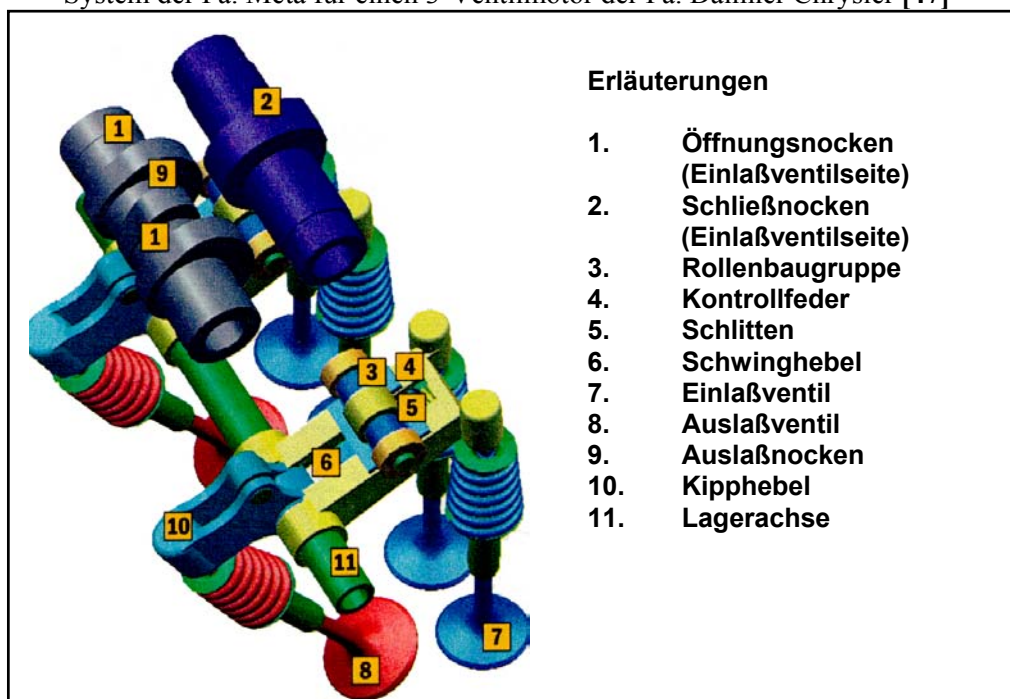 System der Fa. Meta für einen 3-Ventilmotor der Fa. Daimler Chrysler
1
2
9
1
3
4
5
6
10
11
7
8
Erläuterungen
1. Öffnungsnocken
(Einlaßventilseite)
2. Schließnocken
(Einlaßventilseite)
3. Rollenbaugruppe
4. Kontrollfeder
5. Schlitten
6. Schwinghebel
7. Einlaßventil
8. Auslaßventil
9. Auslaßnocken
10. Kipphebel
11. Lagerachse